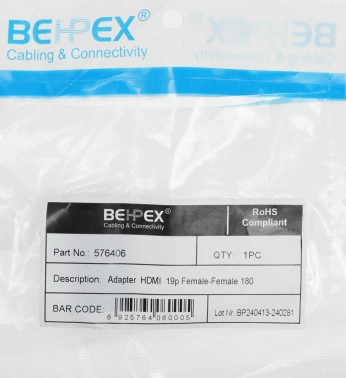 BEHPEX®
Cabling & Connectivity
BEHPEX®
Cabling & Connectivity
RoHS
Compliant
Part No.: 576406
QTY: 1PC
Description: Adapter HDMI 19p Female-Female 180
BAR CODE:
6 925764 060005
Lot Nr: BP240413-240281